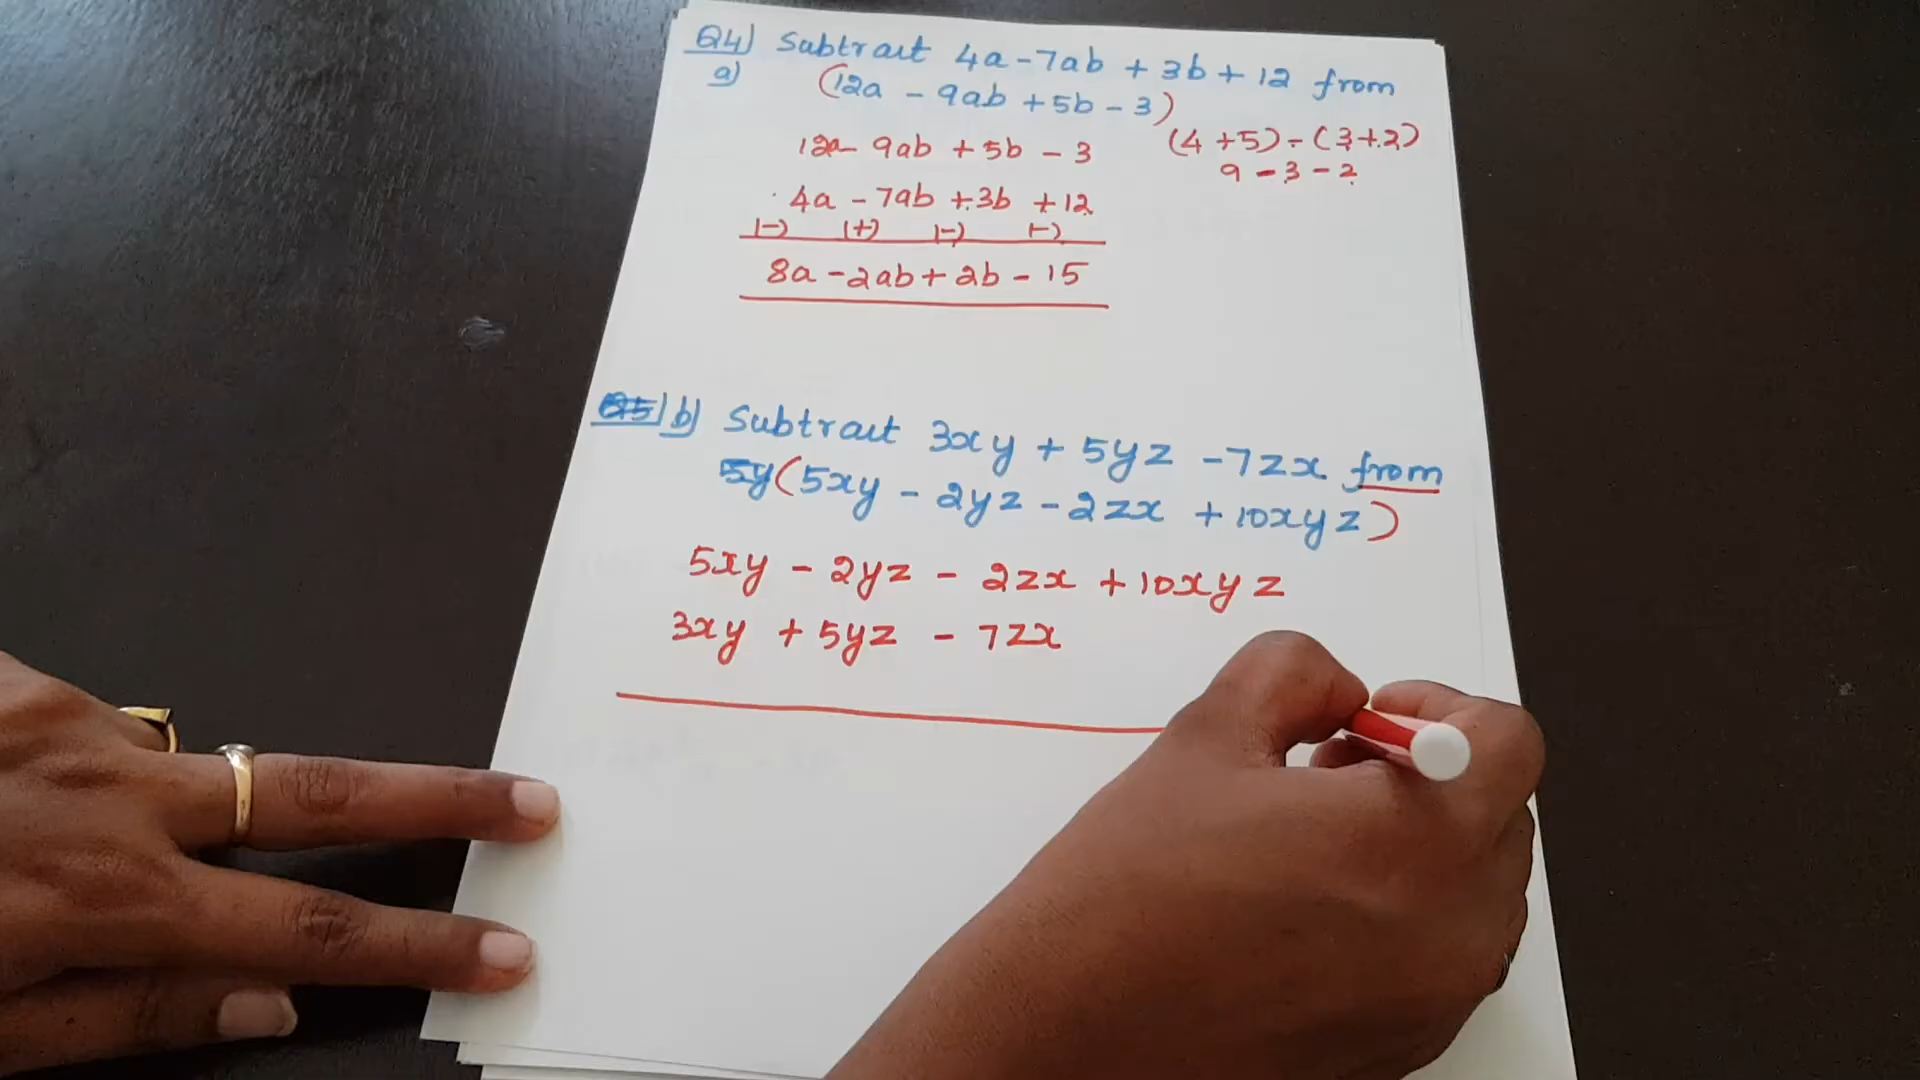 Q4) Subtract 4a - 7ab + 3b + 12 from
a) (12a - 9ab + 5b - 3)
12a - 9ab + 5b - 3
4a - 7ab + 3b + 12
(-) (+) (-) (-)
8a - 2ab + 2b - 15
(4 + 5) - (3 + 2)
9 - 3 - 2
Q5) b) Subtract 3xy + 5yz - 7zx from
5y (5xy - 2yz - 2zx + 10xyz)
5xy - 2yz - 2zx + 10xyz
3xy + 5yz - 7zx